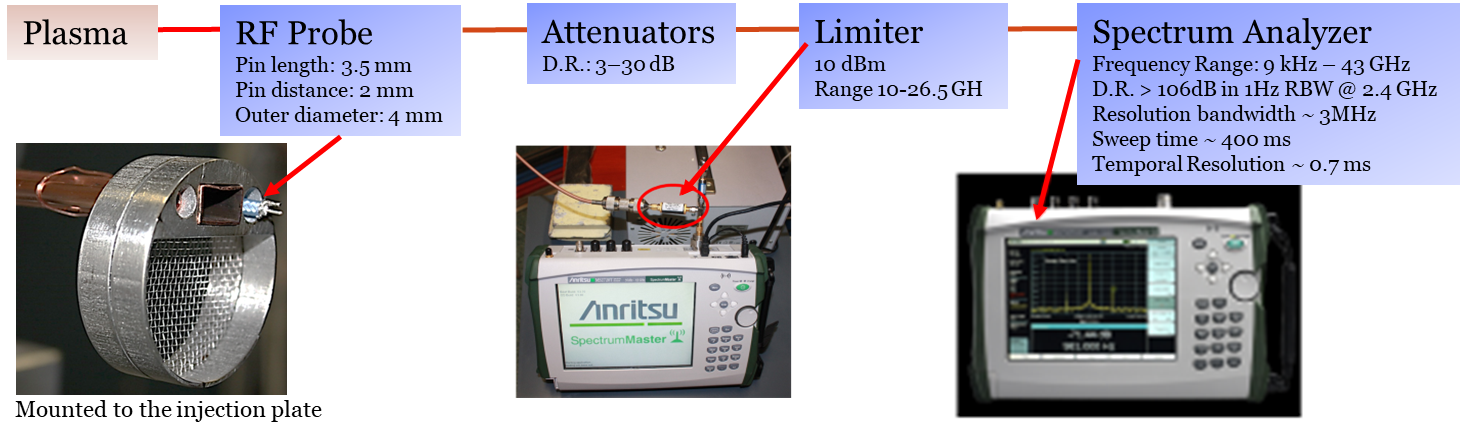 Plasma
RF Probe
Pin length: 3.5 mm
Pin distance: 2 mm
Outer diameter: 4 mm
Attenuators
D.R.: 3–30 dB
Limiter
10 dBm
Range 10-26.5 GH
Spectrum Analyzer
Frequency Range: 9 kHz – 43 GHz
D.R. > 106dB in 1Hz RBW @ 2.4 GHz
Resolution bandwidth ~ 3MHz
Sweep time ~ 400 ms
Temporal Resolution ~ 0.7 ms
Anritsu
Spectrum Master
Anritsu
SpectrumMaster
Mounted to the injection plate